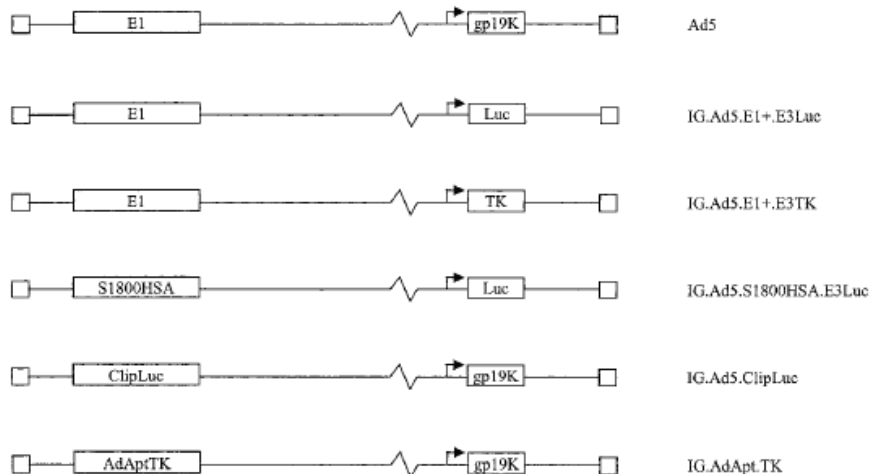 E1 gp19K Ad5
E1 Luc IG.Ad5.E1+.E3Luc
E1 TK IG.Ad5.E1+.E3TK
S1800HSA Luc IG.Ad5.S1800HSA.E3Luc
ClipLuc gp19K IG.Ad5.ClipLuc
AdAptTK gp19K IG.AdApt.TK